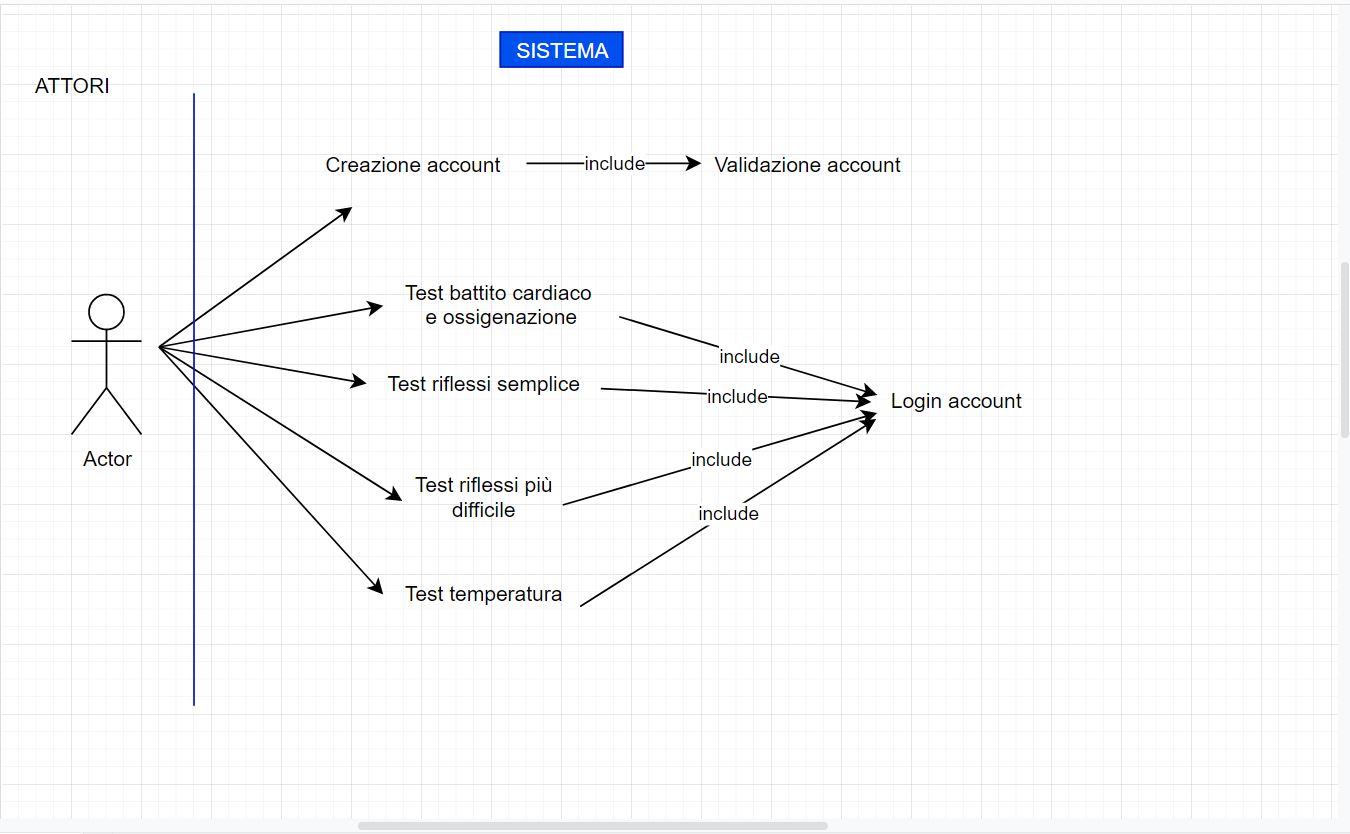 SISTEMA
ATTORI
Creazione account
include
Validazione account
Test battito cardiaco
e ossigenazione
include
Test riflessi semplice
include
Login account
Actor
Test riflessi più
difficile
include
include
Test temperatura